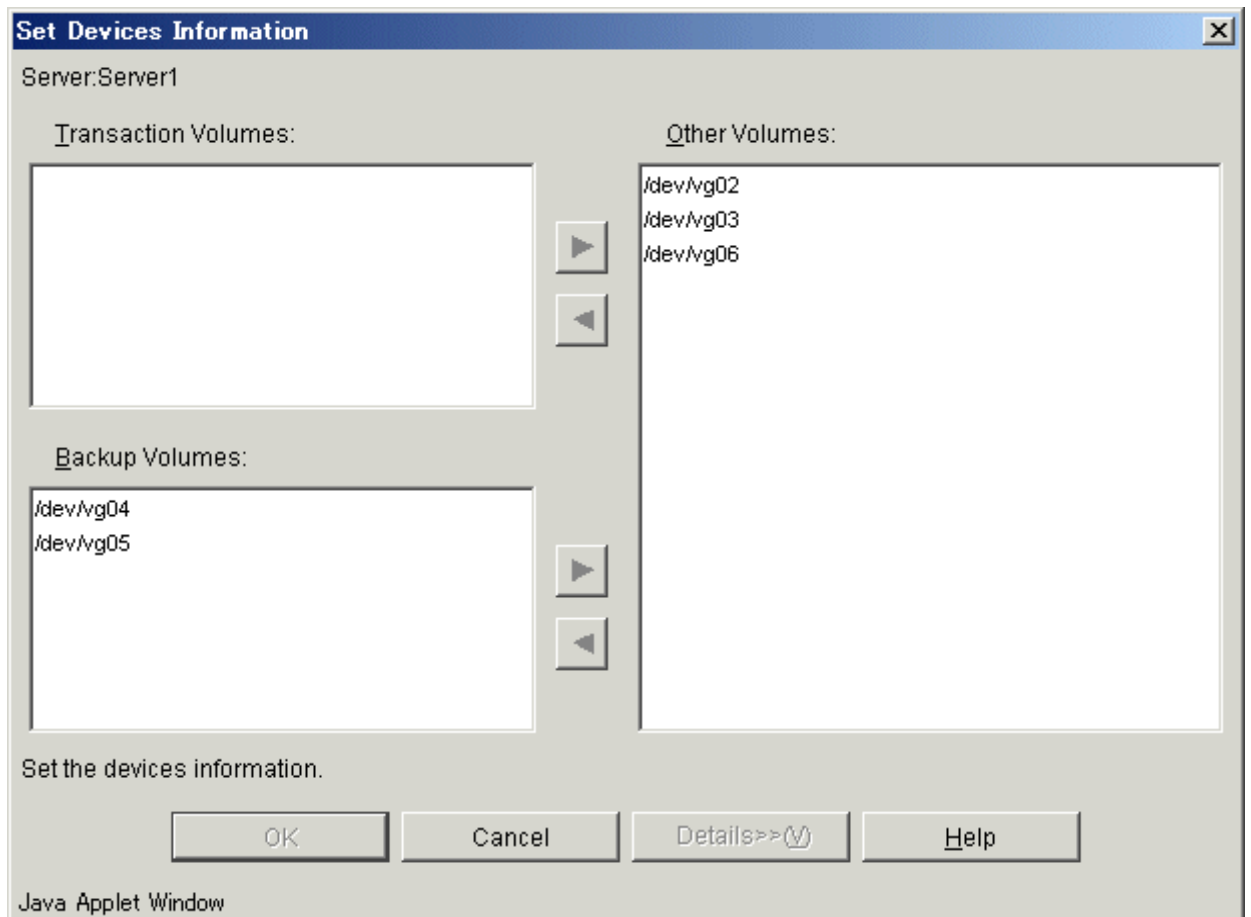 Set Devices Information
Server:Server1
Transaction Volumes:
Other Volumes:
/dev/vg02
/dev/vg03
/dev/vg06
Backup Volumes:
/dev/vg04
/dev/vg05
Set the devices information.
OK Cancel Details>>(V) Help
Java Applet Window